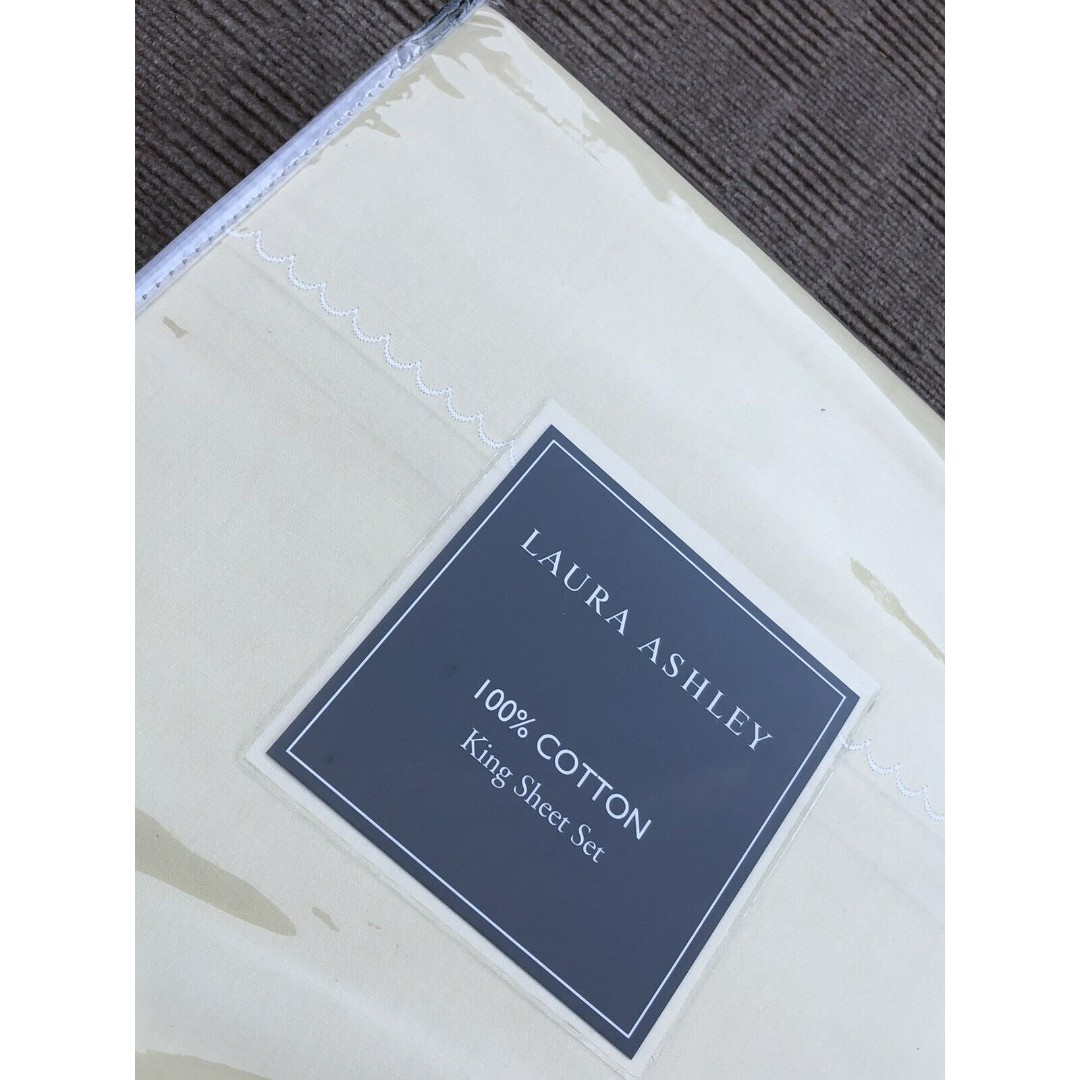 LAURA ASHLEY
100% COTTON
King Sheet Set